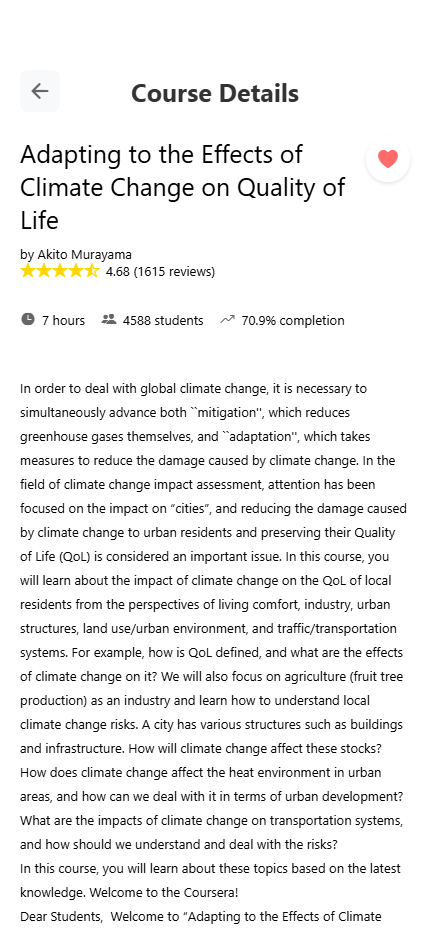 Course Details
Adapting to the Effects of
Climate Change on Quality of
Life
by Akito Murayama
4.68 (1615 reviews)
7 hours 4588 students 70.9% completion
In order to deal with global climate change, it is necessary to
simultaneously advance both ``mitigation'', which reduces
greenhouse gases themselves, and ``adaptation'', which takes
measures to reduce the damage caused by climate change. In the
field of climate change impact assessment, attention has been
focused on the impact on “cities”, and reducing the damage caused
by climate change to urban residents and preserving their Quality
of Life (QoL) is considered an important issue. In this course, you
will learn about the impact of climate change on the QoL of local
residents from the perspectives of living comfort, industry, urban
structures, land use/urban environment, and traffic/transportation
systems. For example, how is QoL defined, and what are the effects
of climate change on it? We will also focus on agriculture (fruit tree
production) as an industry and learn how to understand local
climate change risks. A city has various structures such as buildings
and infrastructure. How will climate change affect these stocks?
How does climate change affect the heat environment in urban
areas, and how can we deal with it in terms of urban development?
What are the impacts of climate change on transportation systems,
and how should we understand and deal with the risks?
In this course, you will learn about these topics based on the latest
knowledge. Welcome to the Coursera!
Dear Students,  Welcome to “Adapting to the Effects of Climate